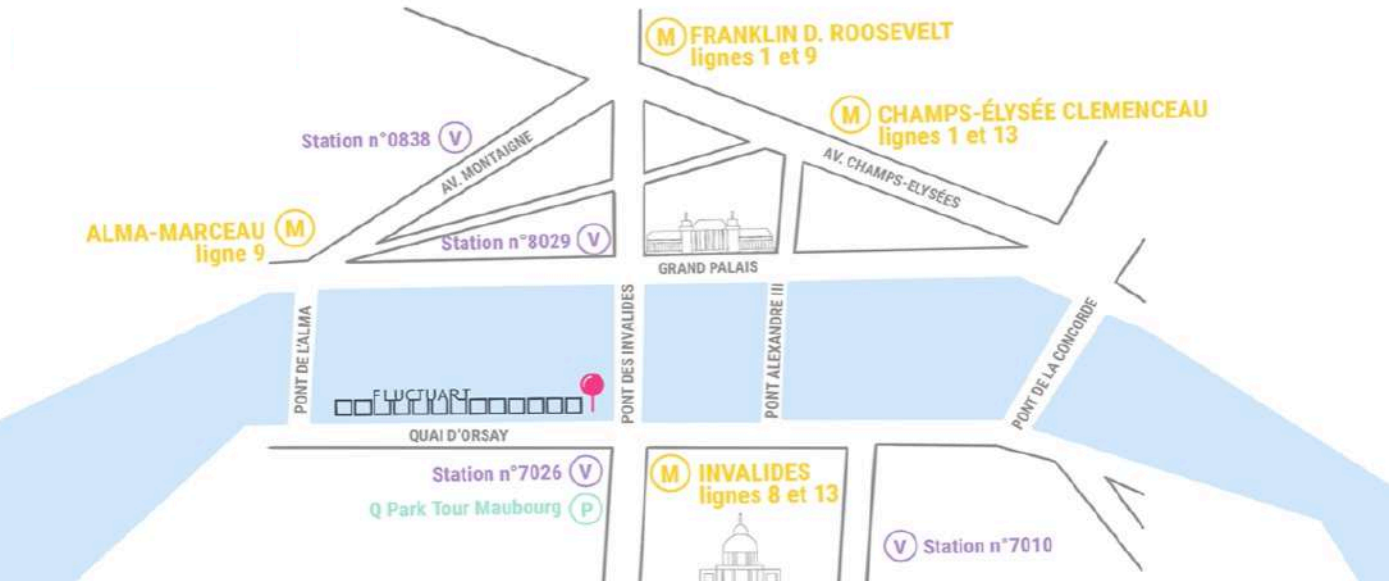 M FRANKLIN D. ROOSEVELT
lignes 1 et 9
M CHAMPS-ÉLYSÉE CLEMENCEAU
lignes 1 et 13
Station n°0838 V
AV. MONTAIGNE
AV. CHAMPS-ELYSÉES
ALMA-MARCEAU M
ligne 9
Station n°8029 V
GRAND PALAIS
PONT DE L'ALMA
PONT DES INVALIDES
PONT ALEXANDRE III
PONT DE LA CONCORDE
FLUCTUART
QUAI D'ORSAY
Station n°7026 V
Q Park Tour Maubourg P
M INVALIDES
lignes 8 et 13
V Station n°7010